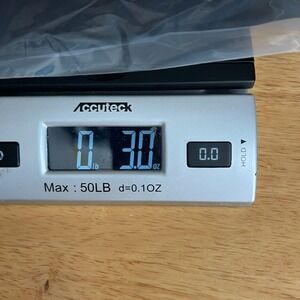 Accuteck
0 lb 3.0 oz
0.0
HOLD
Max : 50LB d=0.1OZ